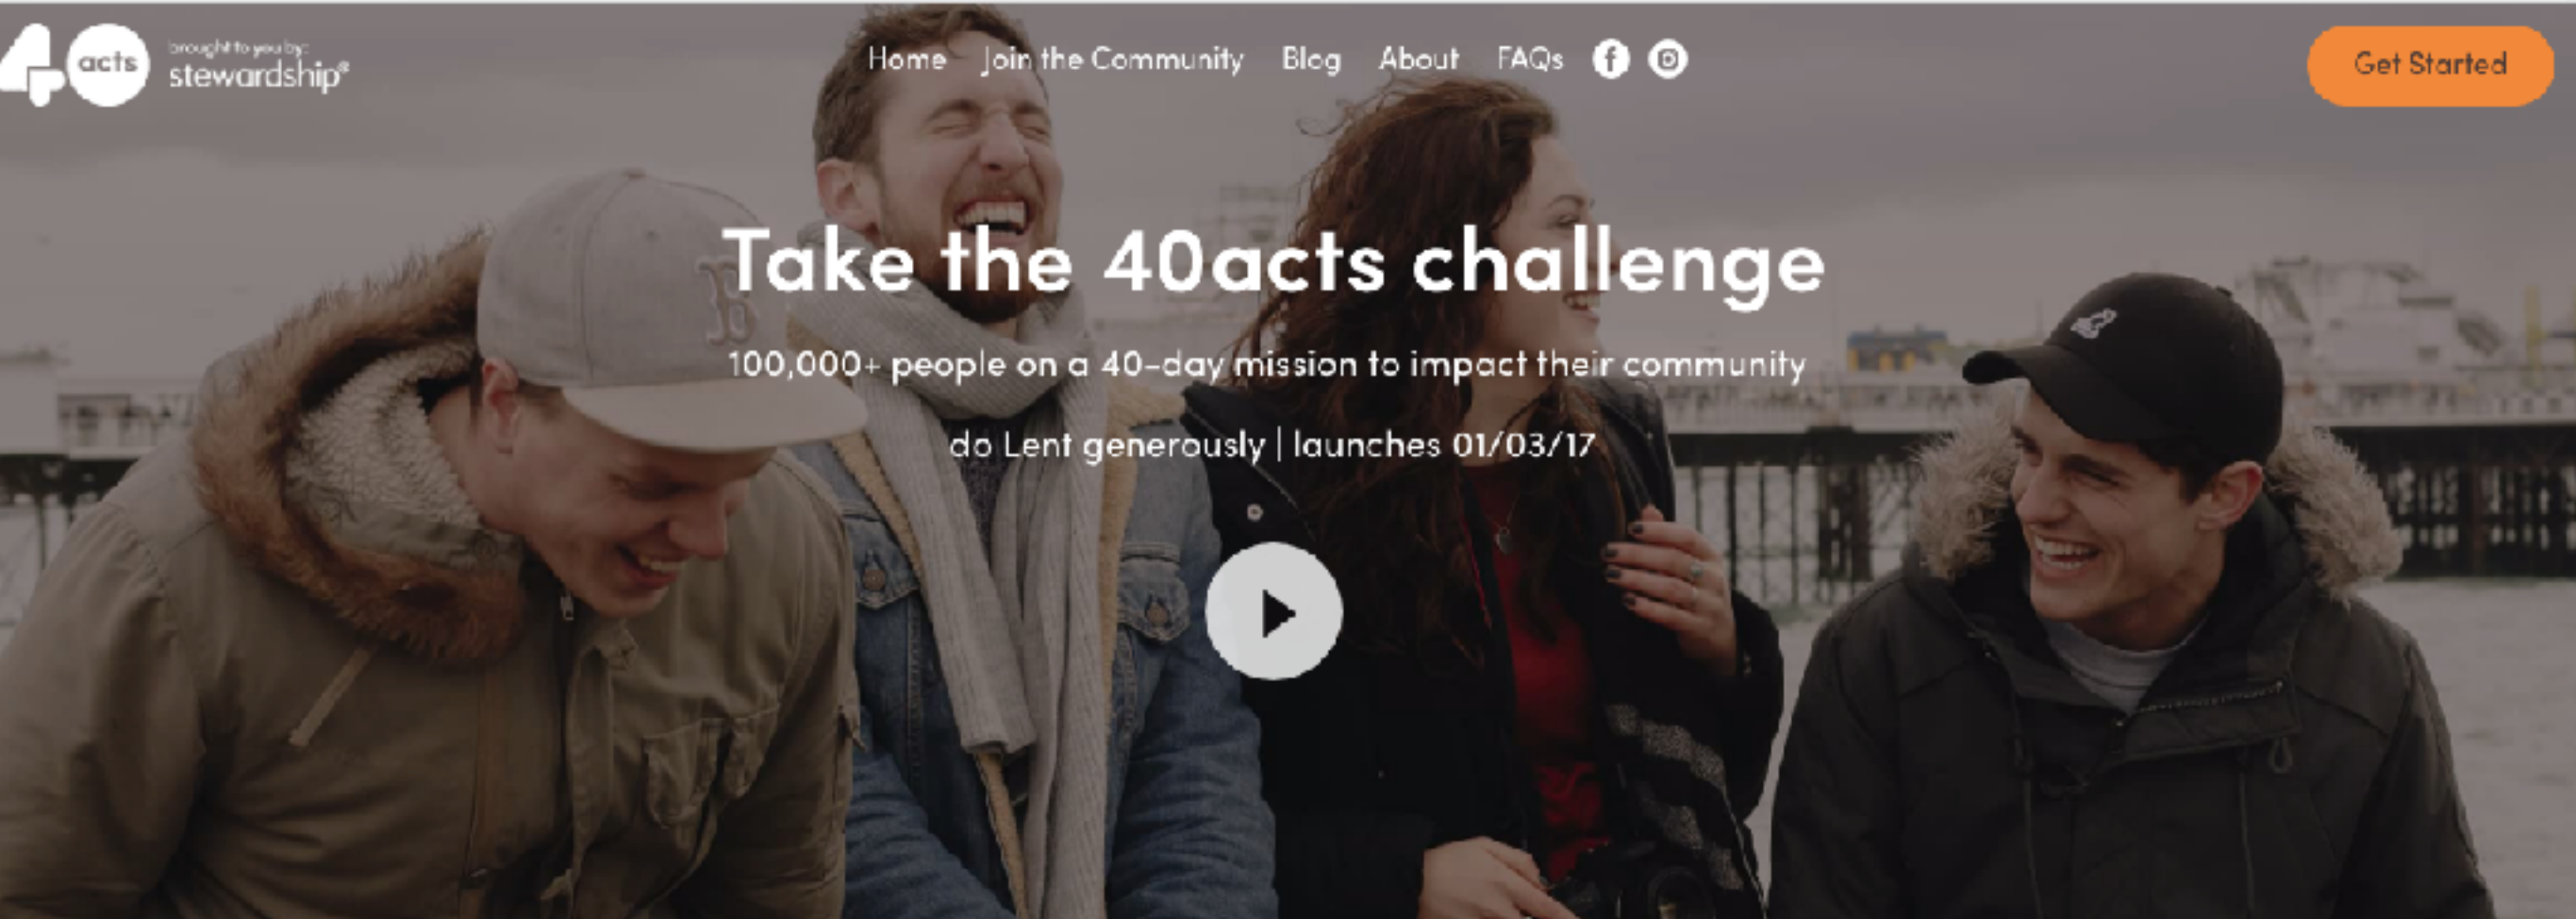 40 acts
brought to you by:
stewardship®
Home Join the Community Blog About FAQs
Get Started
B
Take the 40acts challenge
100,000+ people on a 40-day mission to impact their community
do Lent generously | launches 01/03/17